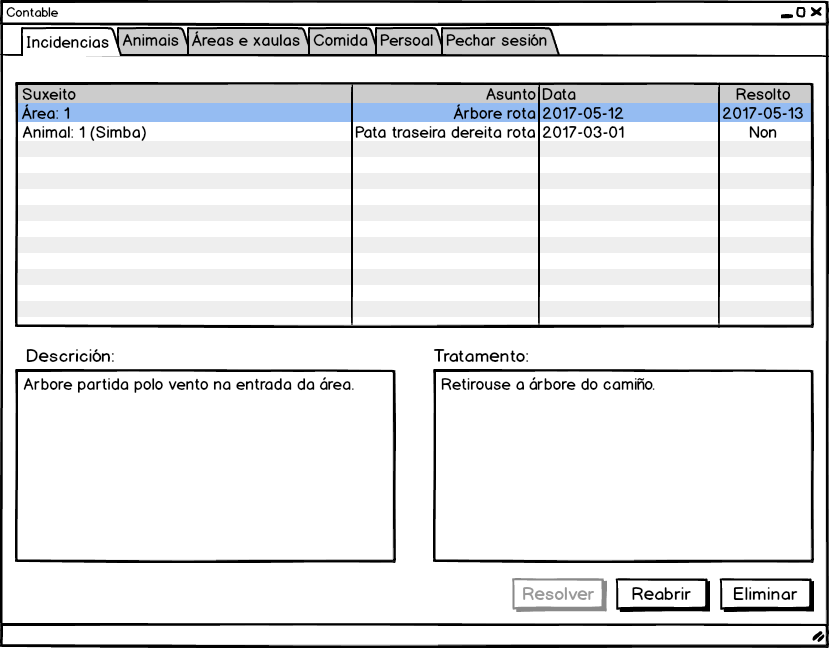 Contable
Incidencias Animais Áreas e xaulas Comida Persoal Pechar sesión
Suxeito Asunto Data Resolto
Área: 1 Árbore rota 2017-05-12 2017-05-13
Animal: 1 (Simba) Pata traseira dereita rota 2017-03-01 Non
Descrición: Tratamento:
Arbore partida polo vento na entrada da área. Retirouse a árbore do camiño.
Resolver Reabrir Eliminar